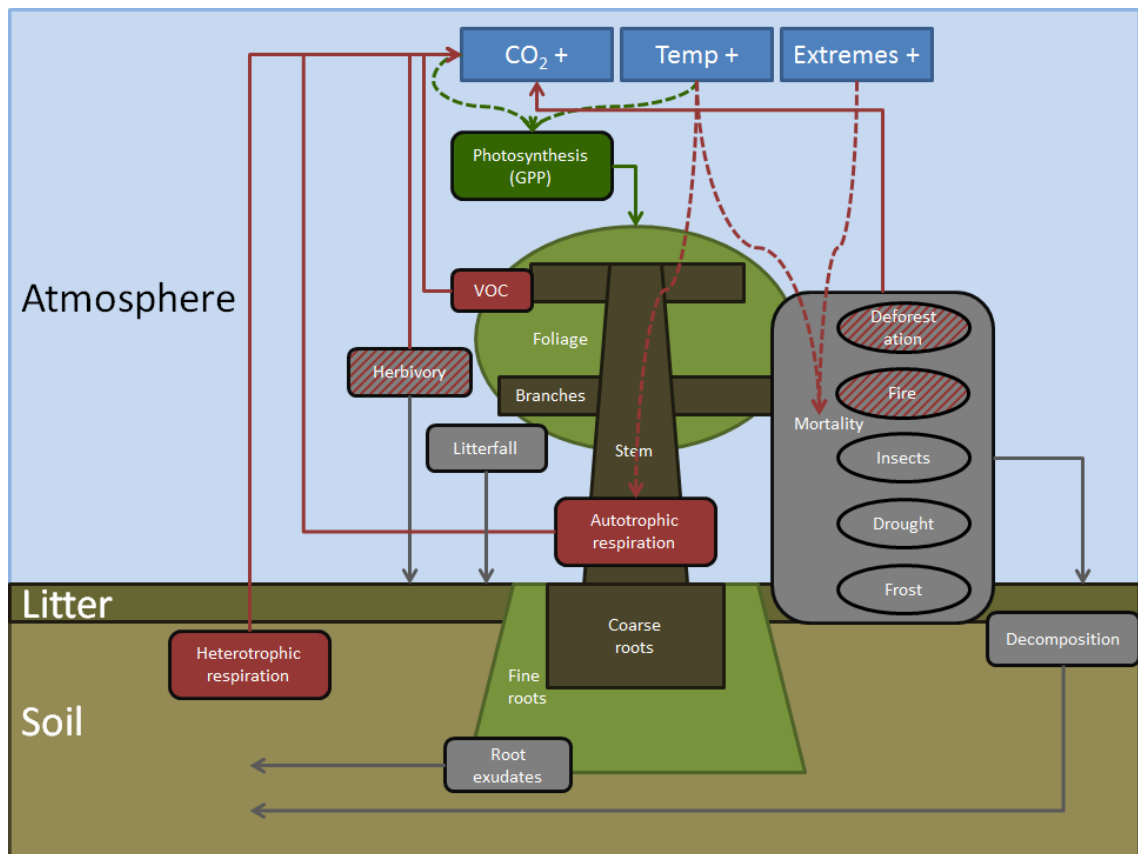 CO₂ +
Temp +
Extremes +
Photosynthesis
(GPP)
Atmosphere
VOC
Foliage
Herbivory
Branches
Litterfall
Stem
Autotrophic
respiration
Deforest
ation
Fire
Mortality
Insects
Drought
Frost
Litter
Coarse
roots
Decomposition
Heterotrophic
respiration
Fine
roots
Soil
Root
exudates